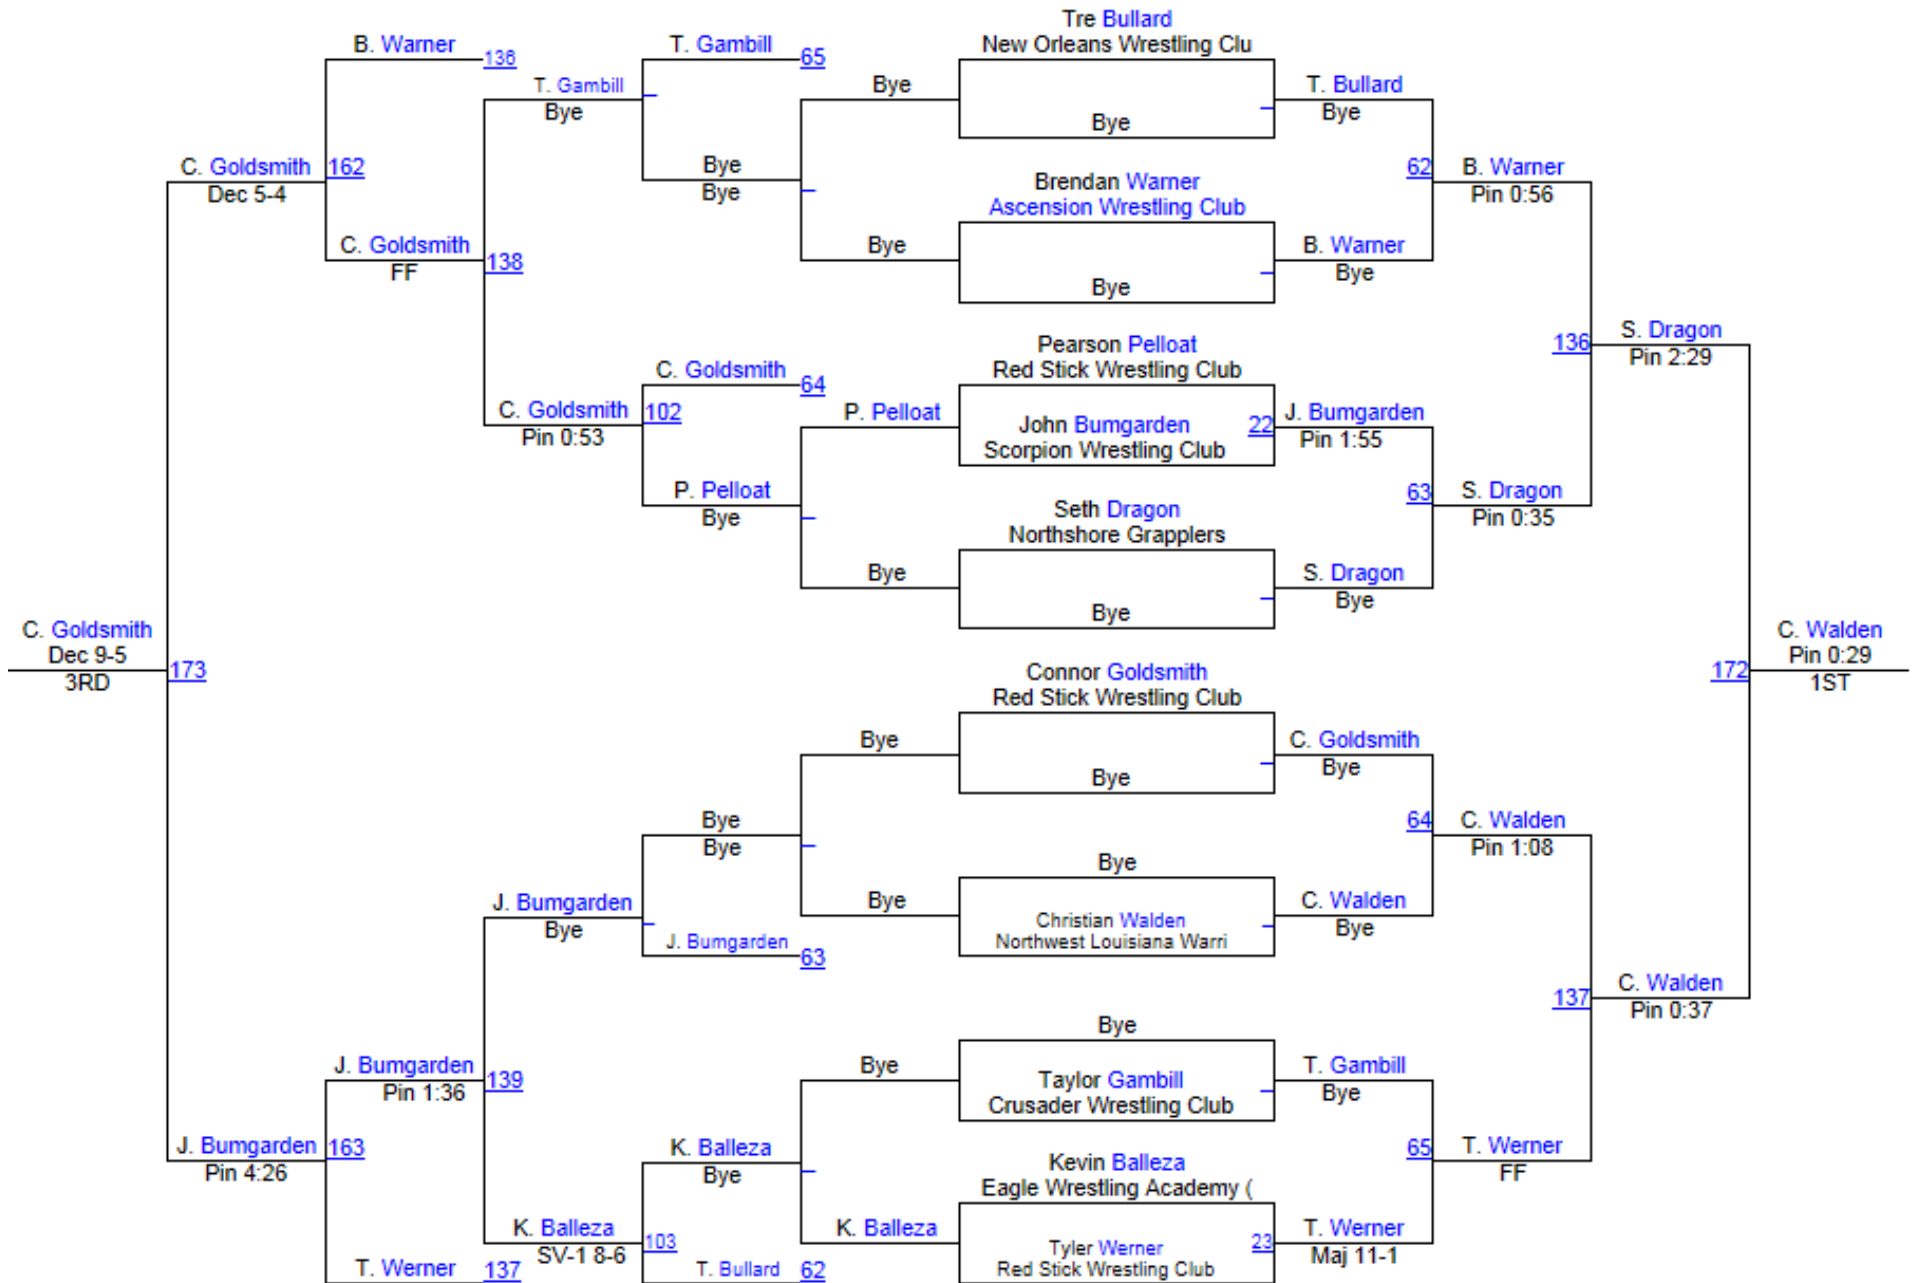 Tre Bullard
New Orleans Wrestling Clu
B. Warner 136
T. Gambill 65
T. Gambill
Bye
Bye
T. Bullard
Bye
Bye
Bye
Bye
C. Goldsmith 162
Dec 5-4
Brendan Warner
Ascension Wrestling Club
62 B. Warner
Pin 0:56
C. Goldsmith 138
FF
Bye
B. Warner
Bye
Bye
Pearson Pelloat
Red Stick Wrestling Club
136 S. Dragon
Pin 2:29
C. Goldsmith 64
C. Goldsmith 102
Pin 0:53
P. Pelloat
John Bumgarden 22
Scorpion Wrestling Club
J. Bumgarden
Pin 1:55
P. Pelloat
Bye
Seth Dragon
Northshore Grapplers
63 S. Dragon
Pin 0:35
Bye
S. Dragon
Bye
Bye
C. Goldsmith
Dec 9-5
3RD
173
Connor Goldsmith
Red Stick Wrestling Club
172
C. Walden
Pin 0:29
1ST
Bye
Bye
C. Goldsmith
Bye
Bye
Bye
64 C. Walden
Pin 1:08
J. Bumgarden
Bye
J. Bumgarden 63
Bye
Bye
Christian Walden
Northwest Louisiana Warri
C. Walden
Bye
137 C. Walden
Pin 0:37
Bye
J. Bumgarden 139
Pin 1:36
Bye
Taylor Gambill
Crusader Wrestling Club
T. Gambill
Bye
J. Bumgarden 163
Pin 4:26
K. Balleza
Bye
Kevin Balleza
Eagle Wrestling Academy (
65 T. Werner
FF
K. Balleza 103
SV-1 8-6
K. Balleza
Tyler Werner 23
Red Stick Wrestling Club
T. Werner
Maj 11-1
T. Werner 137
T. Bullard 62